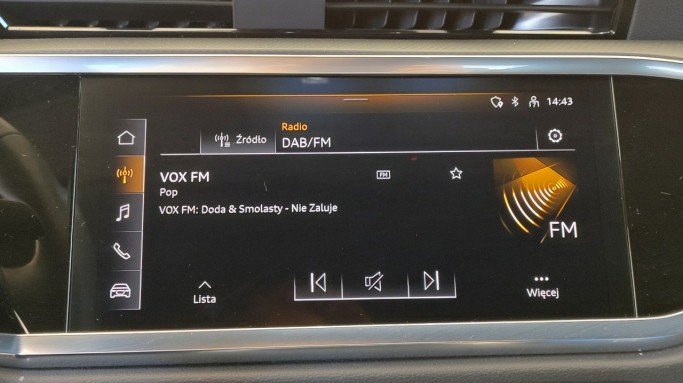 14:43
Źródło
Radio
DAB/FM
VOX FM
FM
Pop
VOX FM: Doda & Smolasty - Nie Zaluje
FM
Lista
Więcej